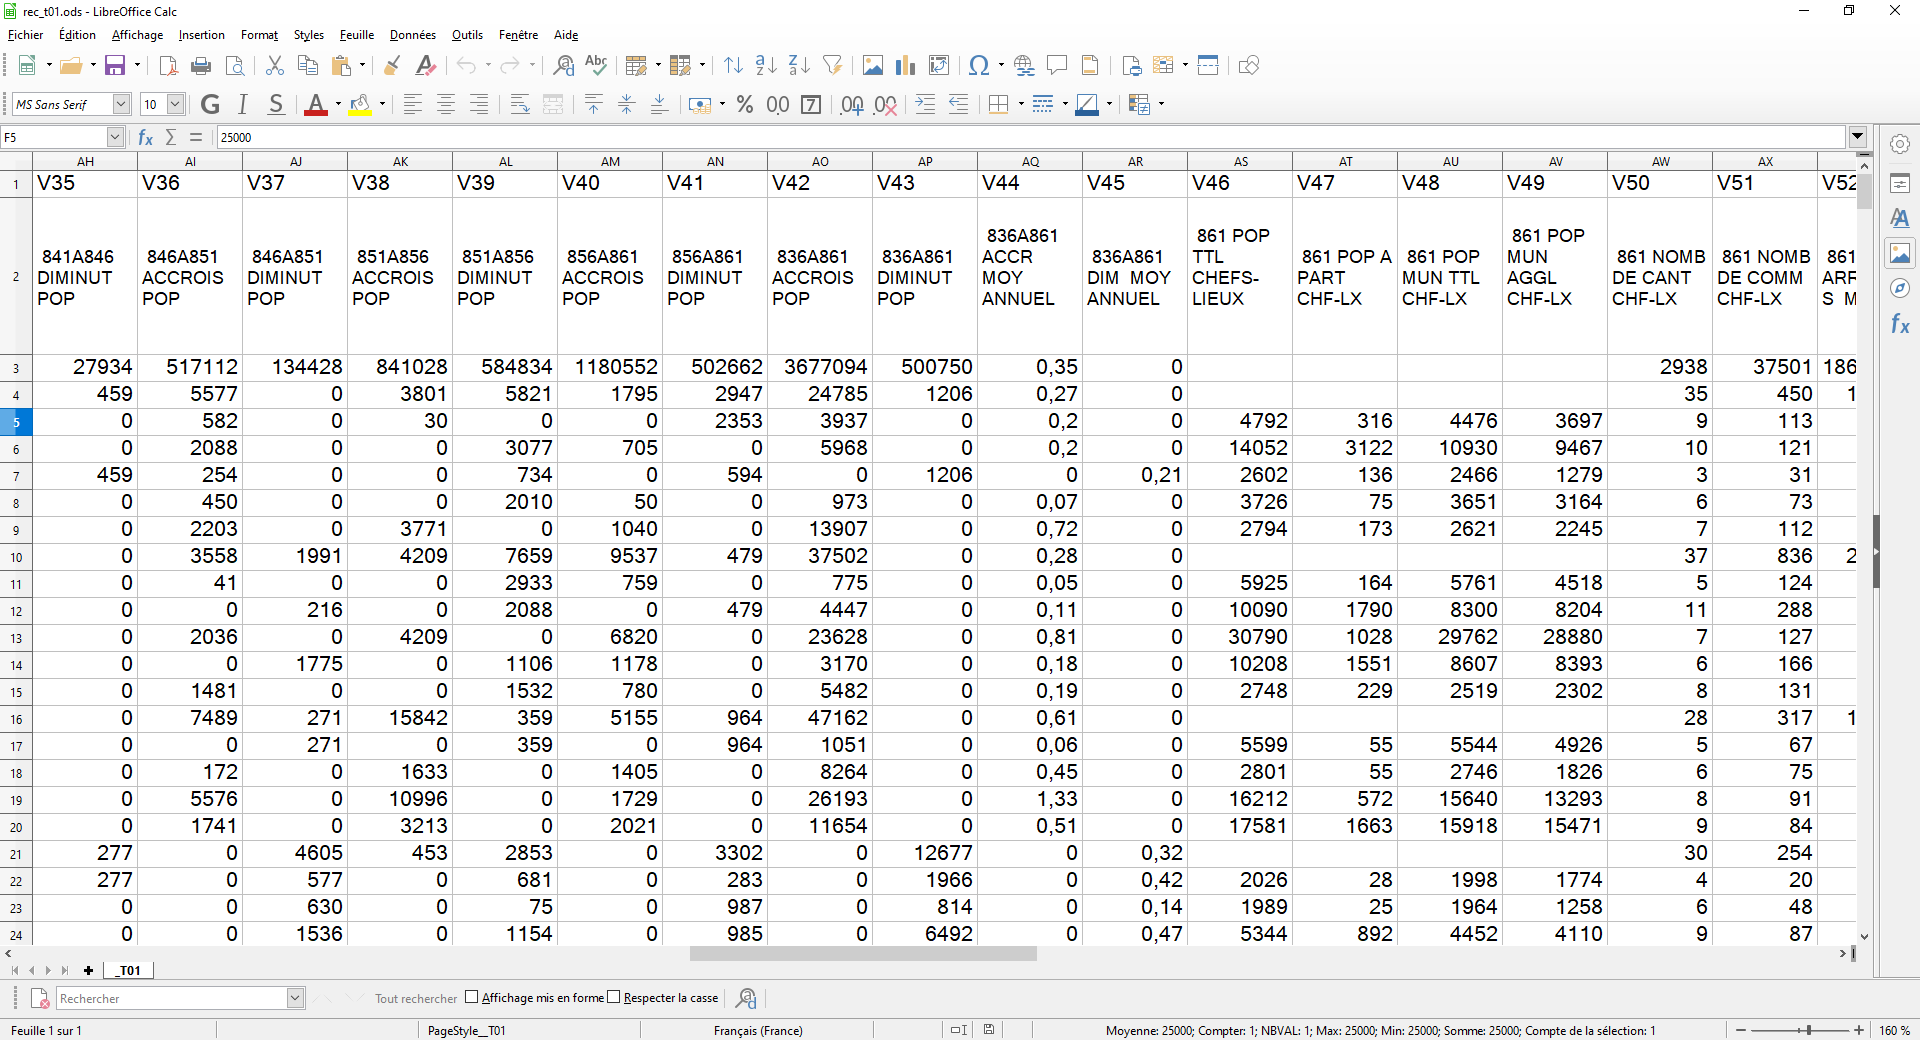 rec_t01.ods - LibreOffice Calc
Fichier Édition Affichage Insertion Format Styles Feuille Données Outils Fenêtre Aide
MS Sans Serif 10
F5 25000
AH AI AJ AK AL AM AN AO AP AQ AR AS AT AU AV AW AX
1 V35 V36 V37 V38 V39 V40 V41 V42 V43 V44 V45 V46 V47 V48 V49 V50 V51 V52
2 841A846 DIMINUT POP 846A851 ACCROIS POP 846A851 DIMINUT POP 851A856 ACCROIS POP 851A856 DIMINUT POP 856A861 ACCROIS POP 856A861 DIMINUT POP 836A861 ACCROIS POP 836A861 DIMINUT POP 836A861 ACCR MOY ANNUEL 836A861 DIM MOY ANNUEL 861 POP TTL CHEFS-LIEUX 861 POP A PART CHF-LX 861 POP MUN TTL CHF-LX 861 POP MUN AGGL CHF-LX 861 NOMB DE CANT CHF-LX 861 NOMB DE COMM CHF-LX 861 ARR S M
3 27934 517112 134428 841028 584834 1180552 502662 3677094 500750 0,35 0 2938 37501 186
4 459 5577 0 3801 5821 1795 2947 24785 1206 0,27 0 35 450 1
5 0 582 0 30 0 0 2353 3937 0 0,2 0 4792 316 4476 3697 9 113
6 0 2088 0 0 3077 705 0 5968 0 0,2 0 14052 3122 10930 9467 10 121
7 459 254 0 0 734 0 594 0 1206 0 0,21 2602 136 2466 1279 3 31
8 0 450 0 0 2010 50 0 973 0 0,07 0 3726 75 3651 3164 6 73
9 0 2203 0 3771 0 1040 0 13907 0 0,72 0 2794 173 2621 2245 7 112
10 0 3558 1991 4209 7659 9537 479 37502 0 0,28 0 37 836 2
11 0 41 0 0 2933 759 0 775 0 0,05 0 5925 164 5761 4518 5 124
12 0 0 216 0 2088 0 479 4447 0 0,11 0 10090 1790 8300 8204 11 288
13 0 2036 0 4209 0 6820 0 23628 0 0,81 0 30790 1028 29762 28880 7 127
14 0 0 1775 0 1106 1178 0 3170 0 0,18 0 10208 1551 8607 8393 6 166
15 0 1481 0 0 1532 780 0 5482 0 0,19 0 2748 229 2519 2302 8 131
16 0 7489 271 15842 359 5155 964 47162 0 0,61 0 28 317 1
17 0 0 271 0 359 0 964 1051 0 0,06 0 5599 55 5544 4926 5 67
18 0 172 0 1633 0 1405 0 8264 0 0,45 0 2801 55 2746 1826 6 75
19 0 5576 0 10996 0 1729 0 26193 0 1,33 0 16212 572 15640 13293 8 91
20 0 1741 0 3213 0 2021 0 11654 0 0,51 0 17581 1663 15918 15471 9 84
21 277 0 4605 453 2853 0 3302 0 12677 0 0,32 30 254
22 277 0 577 0 681 0 283 0 1966 0 0,42 2026 28 1998 1774 4 20
23 0 0 630 0 75 0 987 0 814 0 0,14 1989 25 1964 1258 6 48
24 0 0 1536 0 1154 0 985 0 6492 0 0,47 5344 892 4452 4110 9 87
_T01
Rechercher Tout rechercher Affichage mis en forme Respecter la casse
Feuille 1 sur 1 PageStyle__T01 Français (France) Moyenne: 25000; Compter: 1; NBVAL: 1; Max: 25000; Min: 25000; Somme: 25000; Compte de la sélection: 1 160 %